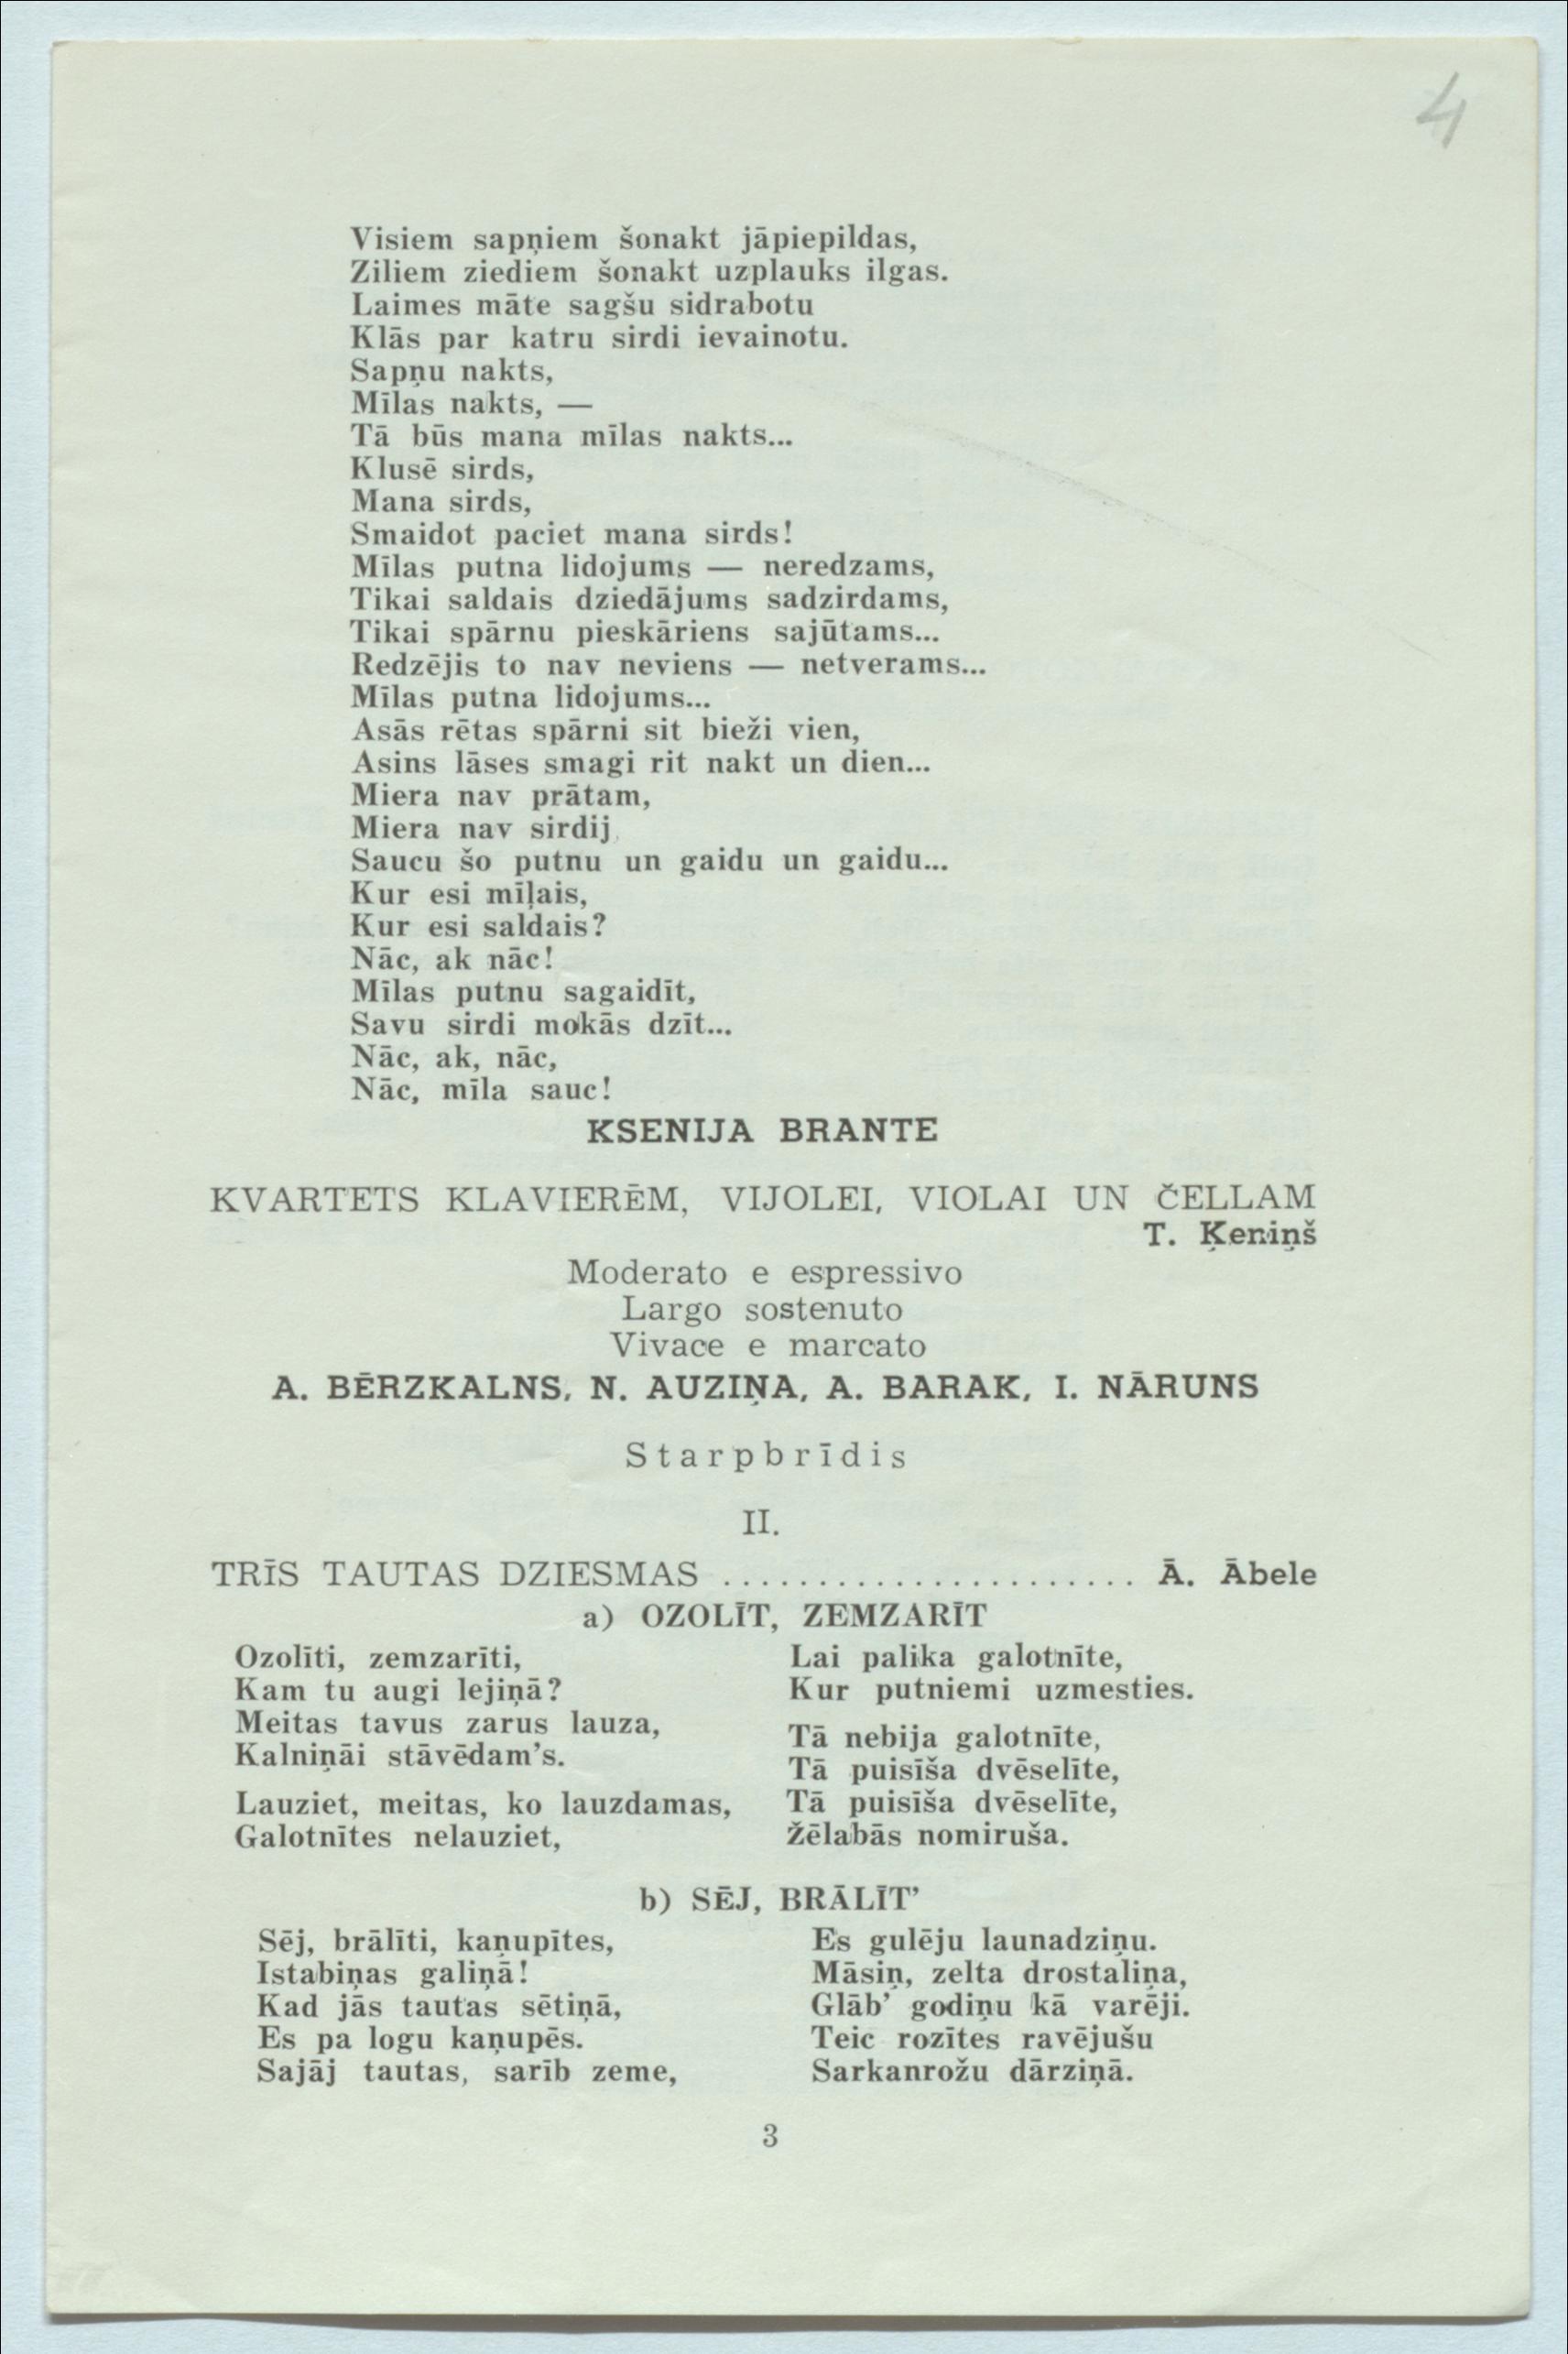 4
Visiem sapņiem šonakt jāpiepildas,
Ziliem ziediem šonakt uzplauks ilgas.
Laimes māte sagšu sidrabotu
Klās par katru sirdi ievainotu.
Sapņu nakts,
Mīlas nakts, —
Tā būs mana mīlas nakts...
Klusē sirds,
Mana sirds,
Smaidot paciet mana sirds!
Mīlas putna lidojums — neredzams,
Tikai saldais dziedājums sadzirdams,
Tikai spārnu pieskāriens sajūtams...
Redzējis to nav neviens — netverams...
Mīlas putna lidojums...
Asās rētas spārni sit bieži vien,
Asins lāses smagi rit nakt un dien...
Miera nav prātam,
Miera nav sirdij
Saucu šo putnu un gaidu un gaidu...
Kur esi mīļais,
Kur esi saldais?
Nāc, ak nāc!
Mīlas putnu sagaidīt,
Savu sirdi mokās dzīt...
Nāc, ak, nāc,
Nāc, mīla sauc!
KSENIJA BRANTE
KVARTETS KLAVIERĒM, VIJOLEI, VIOLAI UN ČELLAM
T. Ķeniņš
Moderato e espressivo
Largo sostenuto
Vivace e marcato
A. BĒRZKALNS, N. AUZIŅA, A. BARAK, I. NĀRUNS
Starpbrīdis
II.
TRĪS TAUTAS DZIESMAS ...................... Ā. Ābele
a) OZOLĪT, ZEMZARĪT
Ozolīti, zemzarīti,
Kam tu augi lejiņā?
Meitas tavus zarus lauza,
Kalniņāi stāvēdam's.
Lauziet, meitas, ko lauzdamas,
Galotnītes nelauziet,
Lai palika galotnīte,
Kur putniemi uzmesties.
Tā nebija galotnīte,
Tā puisīša dvēselīte,
Tā puisīša dvēselīte,
Žēlabās nomiruša.
b) SĒJ, BRĀLĪT'
Sēj, brālīti, kaņupītes,
Istabiņas galiņā!
Kad jās tautas sētiņā,
Es pa logu kaņupēs.
Sajāj tautas, sarīb zeme,
Es gulēju launadziņu.
Māsiņ, zelta drostaliņa,
Glāb' godiņu kā varēji.
Teic rozītes ravējušu
Sarkanrožu dārziņā.
3